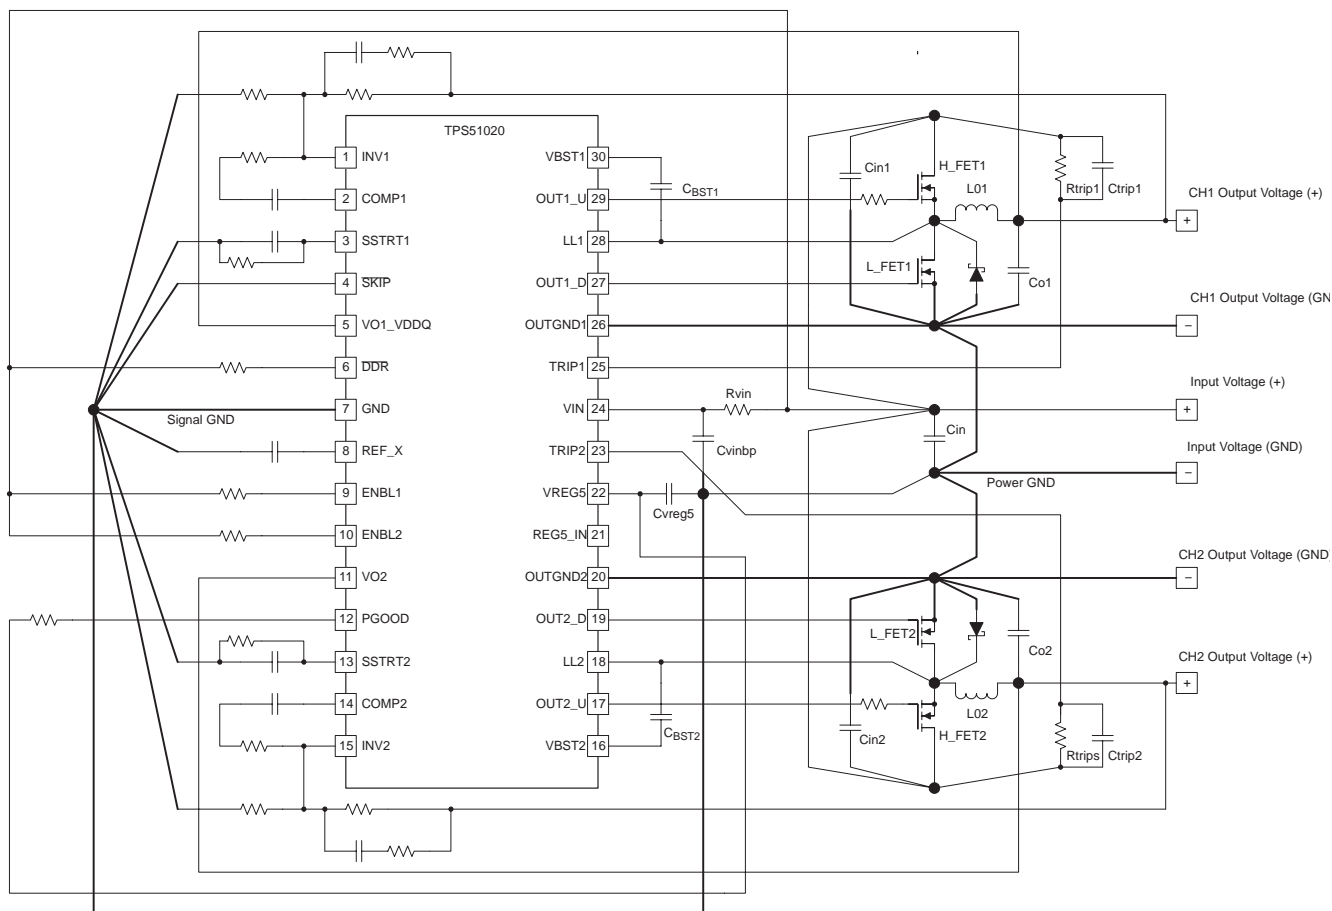 TPS51020
1 INV1
2 COMP1
3 SSTRT1
4 SKIP
5 VO1_VDDQ
6 DDR
7 GND
8 REF_X
9 ENBL1
10 ENBL2
11 VO2
12 PGOOD
13 SSTRT2
14 COMP2
15 INV2
Signal GND
VBST1 30
OUT1_U 29
LL1 28
OUT1_D 27
OUTGND1 26
TRIP1 25
VIN 24
TRIP2 23
VREG5 22
REG5_IN 21
OUTGND2 20
OUT2_D 19
LL2 18
OUT2_U 17
VBST2 16
CBST1
Rvin
Cvinbp
Cvreg5
CBST2
Cin1
H_FET1
L01
L_FET1
Co1
Rtrip1
Ctrip1
Cin
Power GND
L_FET2
Co2
L02
Cin2
H_FET2
Rtrips
Ctrip2
CH1 Output Voltage (+)
+
CH1 Output Voltage (GN
−
Input Voltage (+)
+
Input Voltage (GND)
−
CH2 Output Voltage (GND)
−
CH2 Output Voltage (+)
+